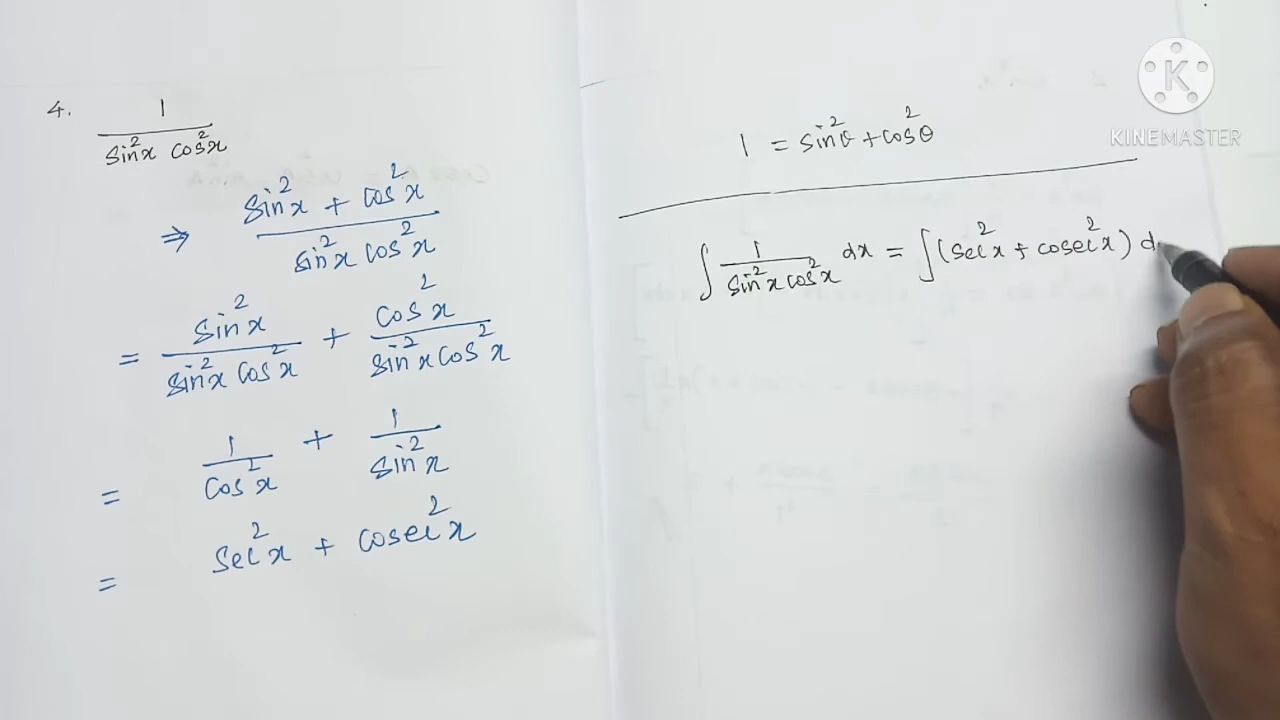 4. 1/(sin²x cos²x)
⇒ (sin²x + cos²x)/(sin²x cos²x)
= sin²x/(sin²x cos²x) + cos²x/(sin²x cos²x)
= 1/cos²x + 1/sin²x
= sec²x + cosec²x
1 = sin²θ + cos²θ
∫ 1/(sin²x cos²x) dx = ∫(sec²x + cosec²x) d
K
KINEMASTER